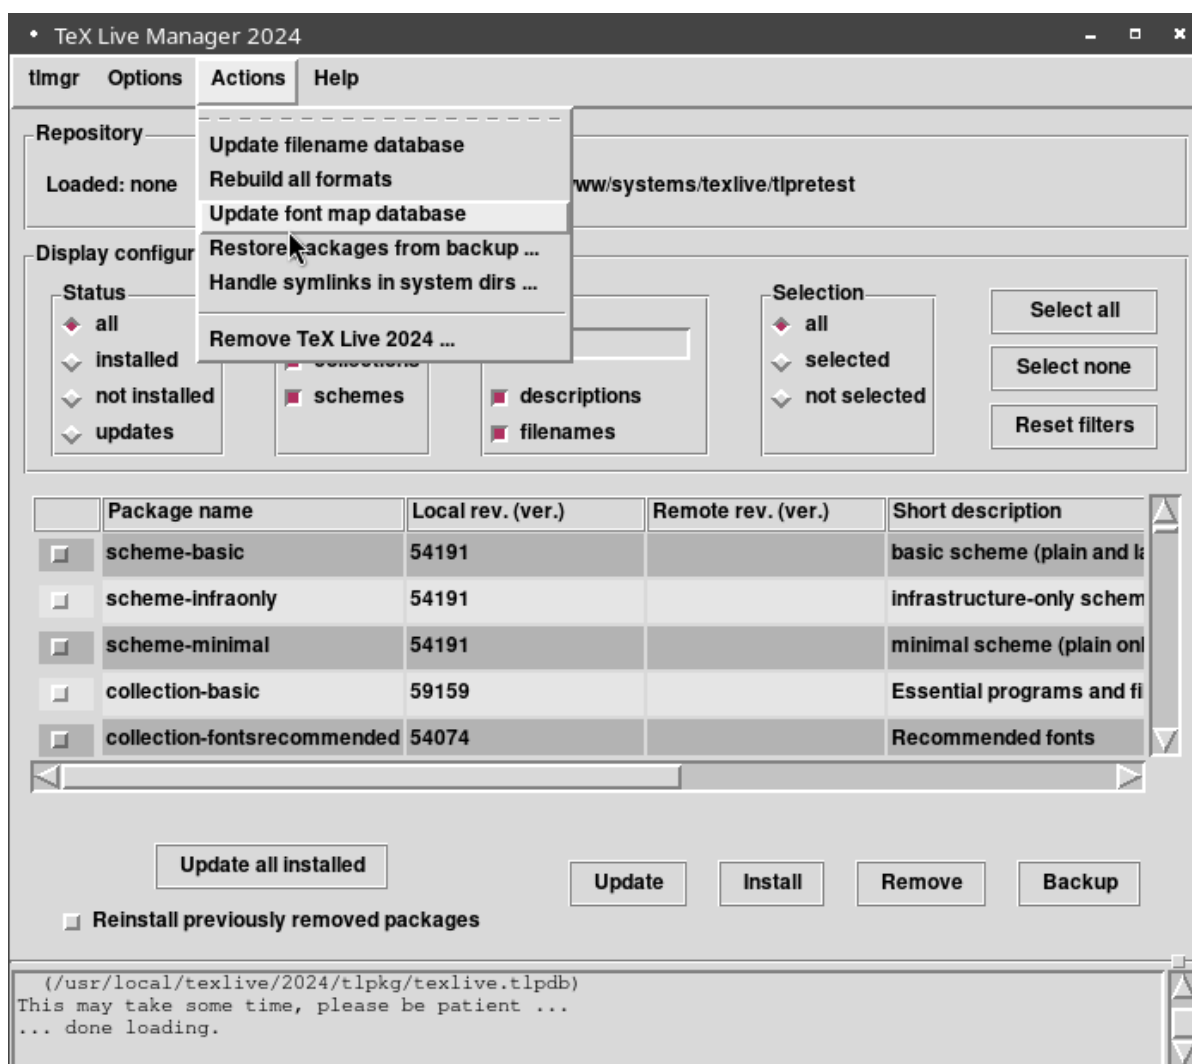 TeX Live Manager 2024
tlmgr Options Actions Help
Repository
Loaded: none
ww/systems/texlive/tlpretest
Update filename database
Rebuild all formats
Update font map database
Restore packages from backup ...
Handle symlinks in system dirs ...
Remove TeX Live 2024 ...
Display configur
Status
all
installed
not installed
updates
collections
schemes
descriptions
filenames
Selection
all
selected
not selected
Select all
Select none
Reset filters
Package name Local rev. (ver.) Remote rev. (ver.) Short description
scheme-basic 54191 basic scheme (plain and la
scheme-infraonly 54191 infrastructure-only schem
scheme-minimal 54191 minimal scheme (plain onl
collection-basic 59159 Essential programs and fi
collection-fontsrecommended 54074 Recommended fonts
Update all installed
Update Install Remove Backup
Reinstall previously removed packages
(/usr/local/texlive/2024/tlpkg/texlive.tlpdb)
This may take some time, please be patient ...
... done loading.